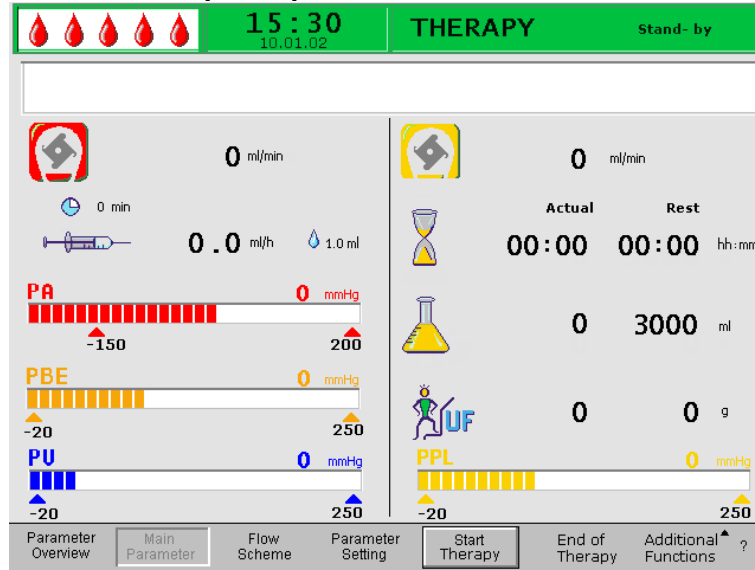 15:30
10.01.02
THERAPY
Stand- by
0 ml/min
0 min
0.0 ml/h 1.0 ml
PA 0 mmHg
-150 200
PBE 0 mmHg
-20 250
PV 0 mmHg
-20 250
0 ml/min
Actual Rest
00:00 00:00 hh:mm
0 3000 ml
UF 0 0 g
PPL 0 mmHg
-20 250
Parameter Overview
Main Parameter
Flow Scheme
Parameter Setting
Start Therapy
End of Therapy
Additional Functions
?